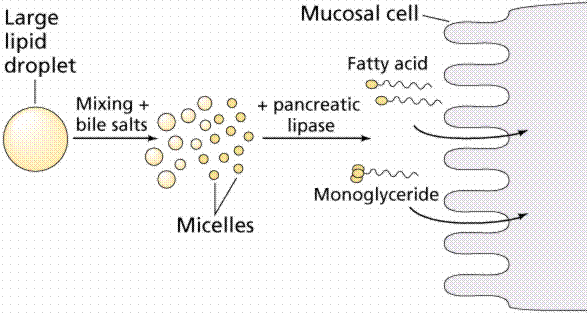 Large
lipid
droplet
Mixing +
bile salts
Micelles
+ pancreatic
lipase
Mucosal cell
Fatty acid
Monoglyceride